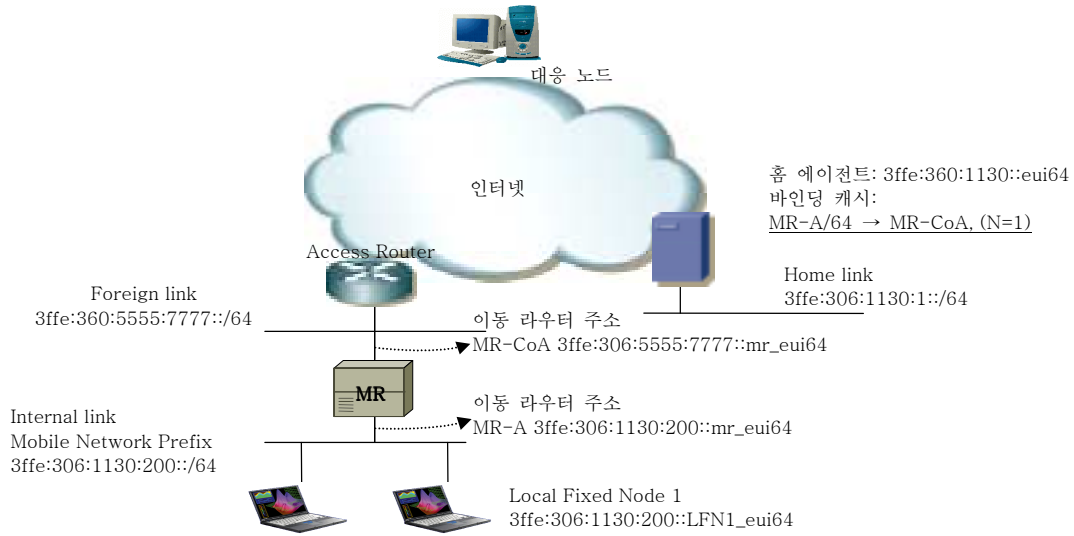 대응 노드
인터넷
홈 에이전트: 3ffe:360:1130::eui64
바인딩 캐시:
MR-A/64 → MR-CoA, (N=1)
Access Router
Home link
3ffe:306:1130:1::/64
Foreign link
3ffe:360:5555:7777::/64
이동 라우터 주소
MR-CoA 3ffe:306:5555:7777::mr_eui64
MR
이동 라우터 주소
MR-A 3ffe:306:1130:200::mr_eui64
Internal link
Mobile Network Prefix
3ffe:306:1130:200::/64
Local Fixed Node 1
3ffe:306:1130:200::LFN1_eui64